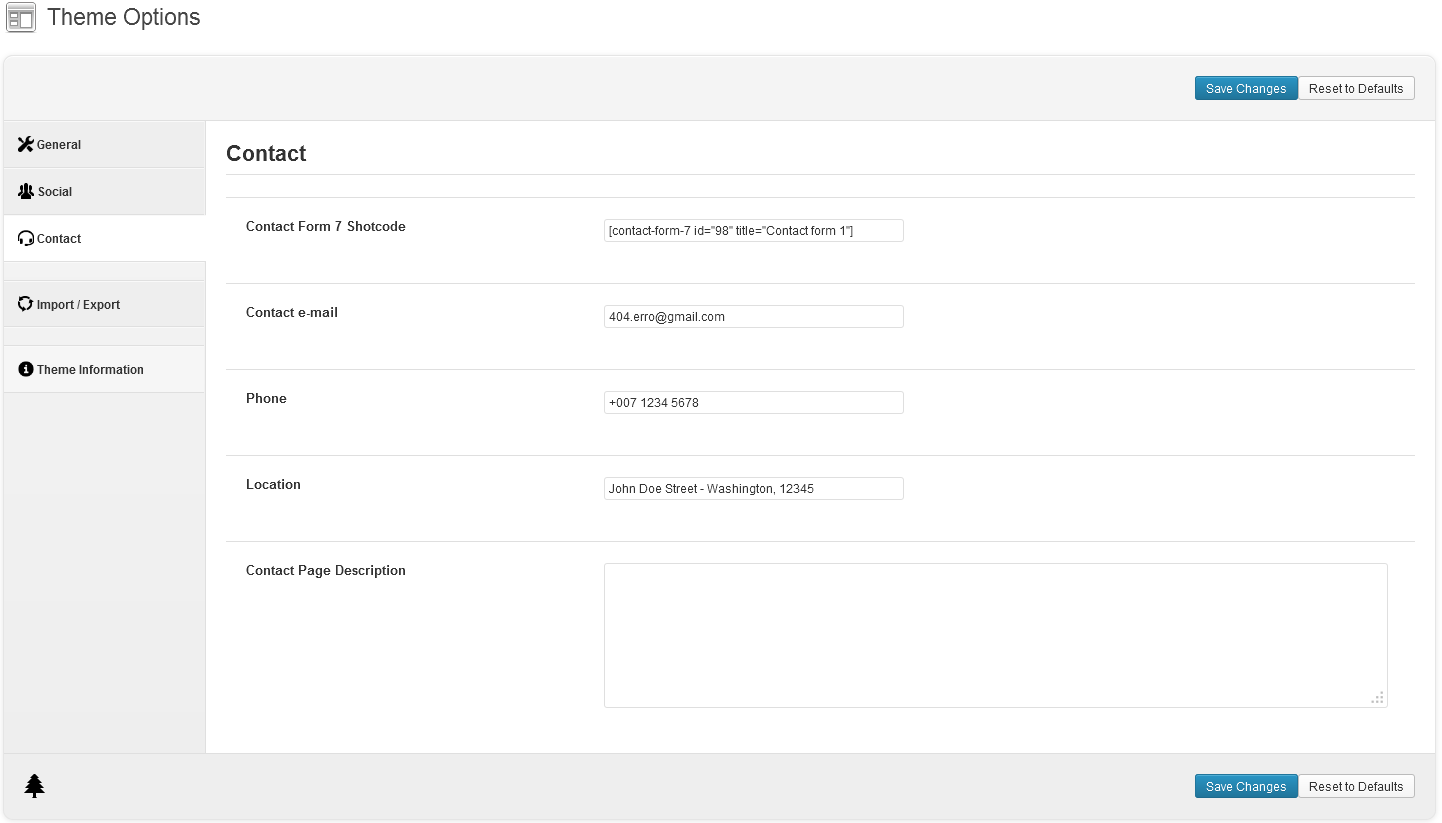 Theme Options
Save Changes Reset to Defaults
General
Social
Contact
Import / Export
Theme Information
Contact
Contact Form 7 Shotcode
[contact-form-7 id="98" title="Contact form 1"]
Contact e-mail
404.erro@gmail.com
Phone
+007 1234 5678
Location
John Doe Street - Washington, 12345
Contact Page Description
Save Changes Reset to Defaults